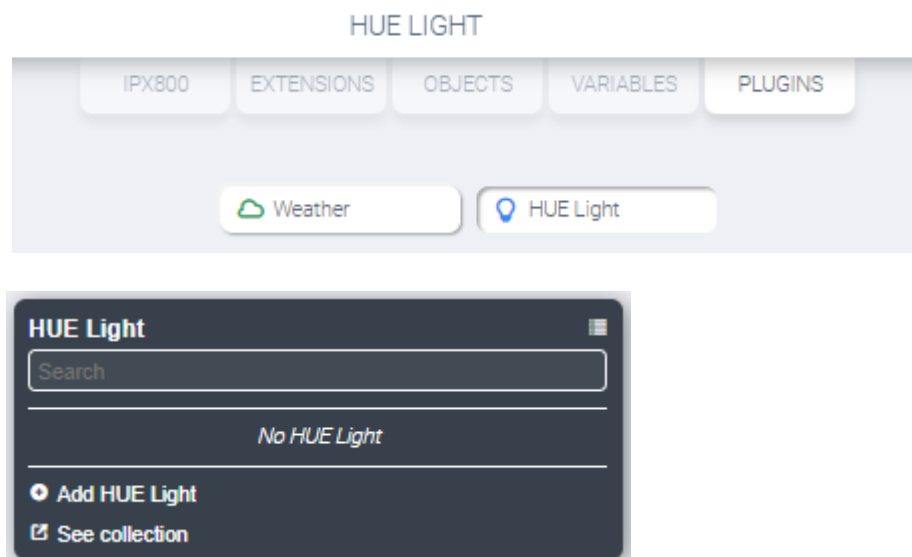 HUE LIGHT
IPX800 EXTENSIONS OBJECTS VARIABLES PLUGINS
Weather HUE Light
HUE Light
Search
No HUE Light
Add HUE Light
See collection